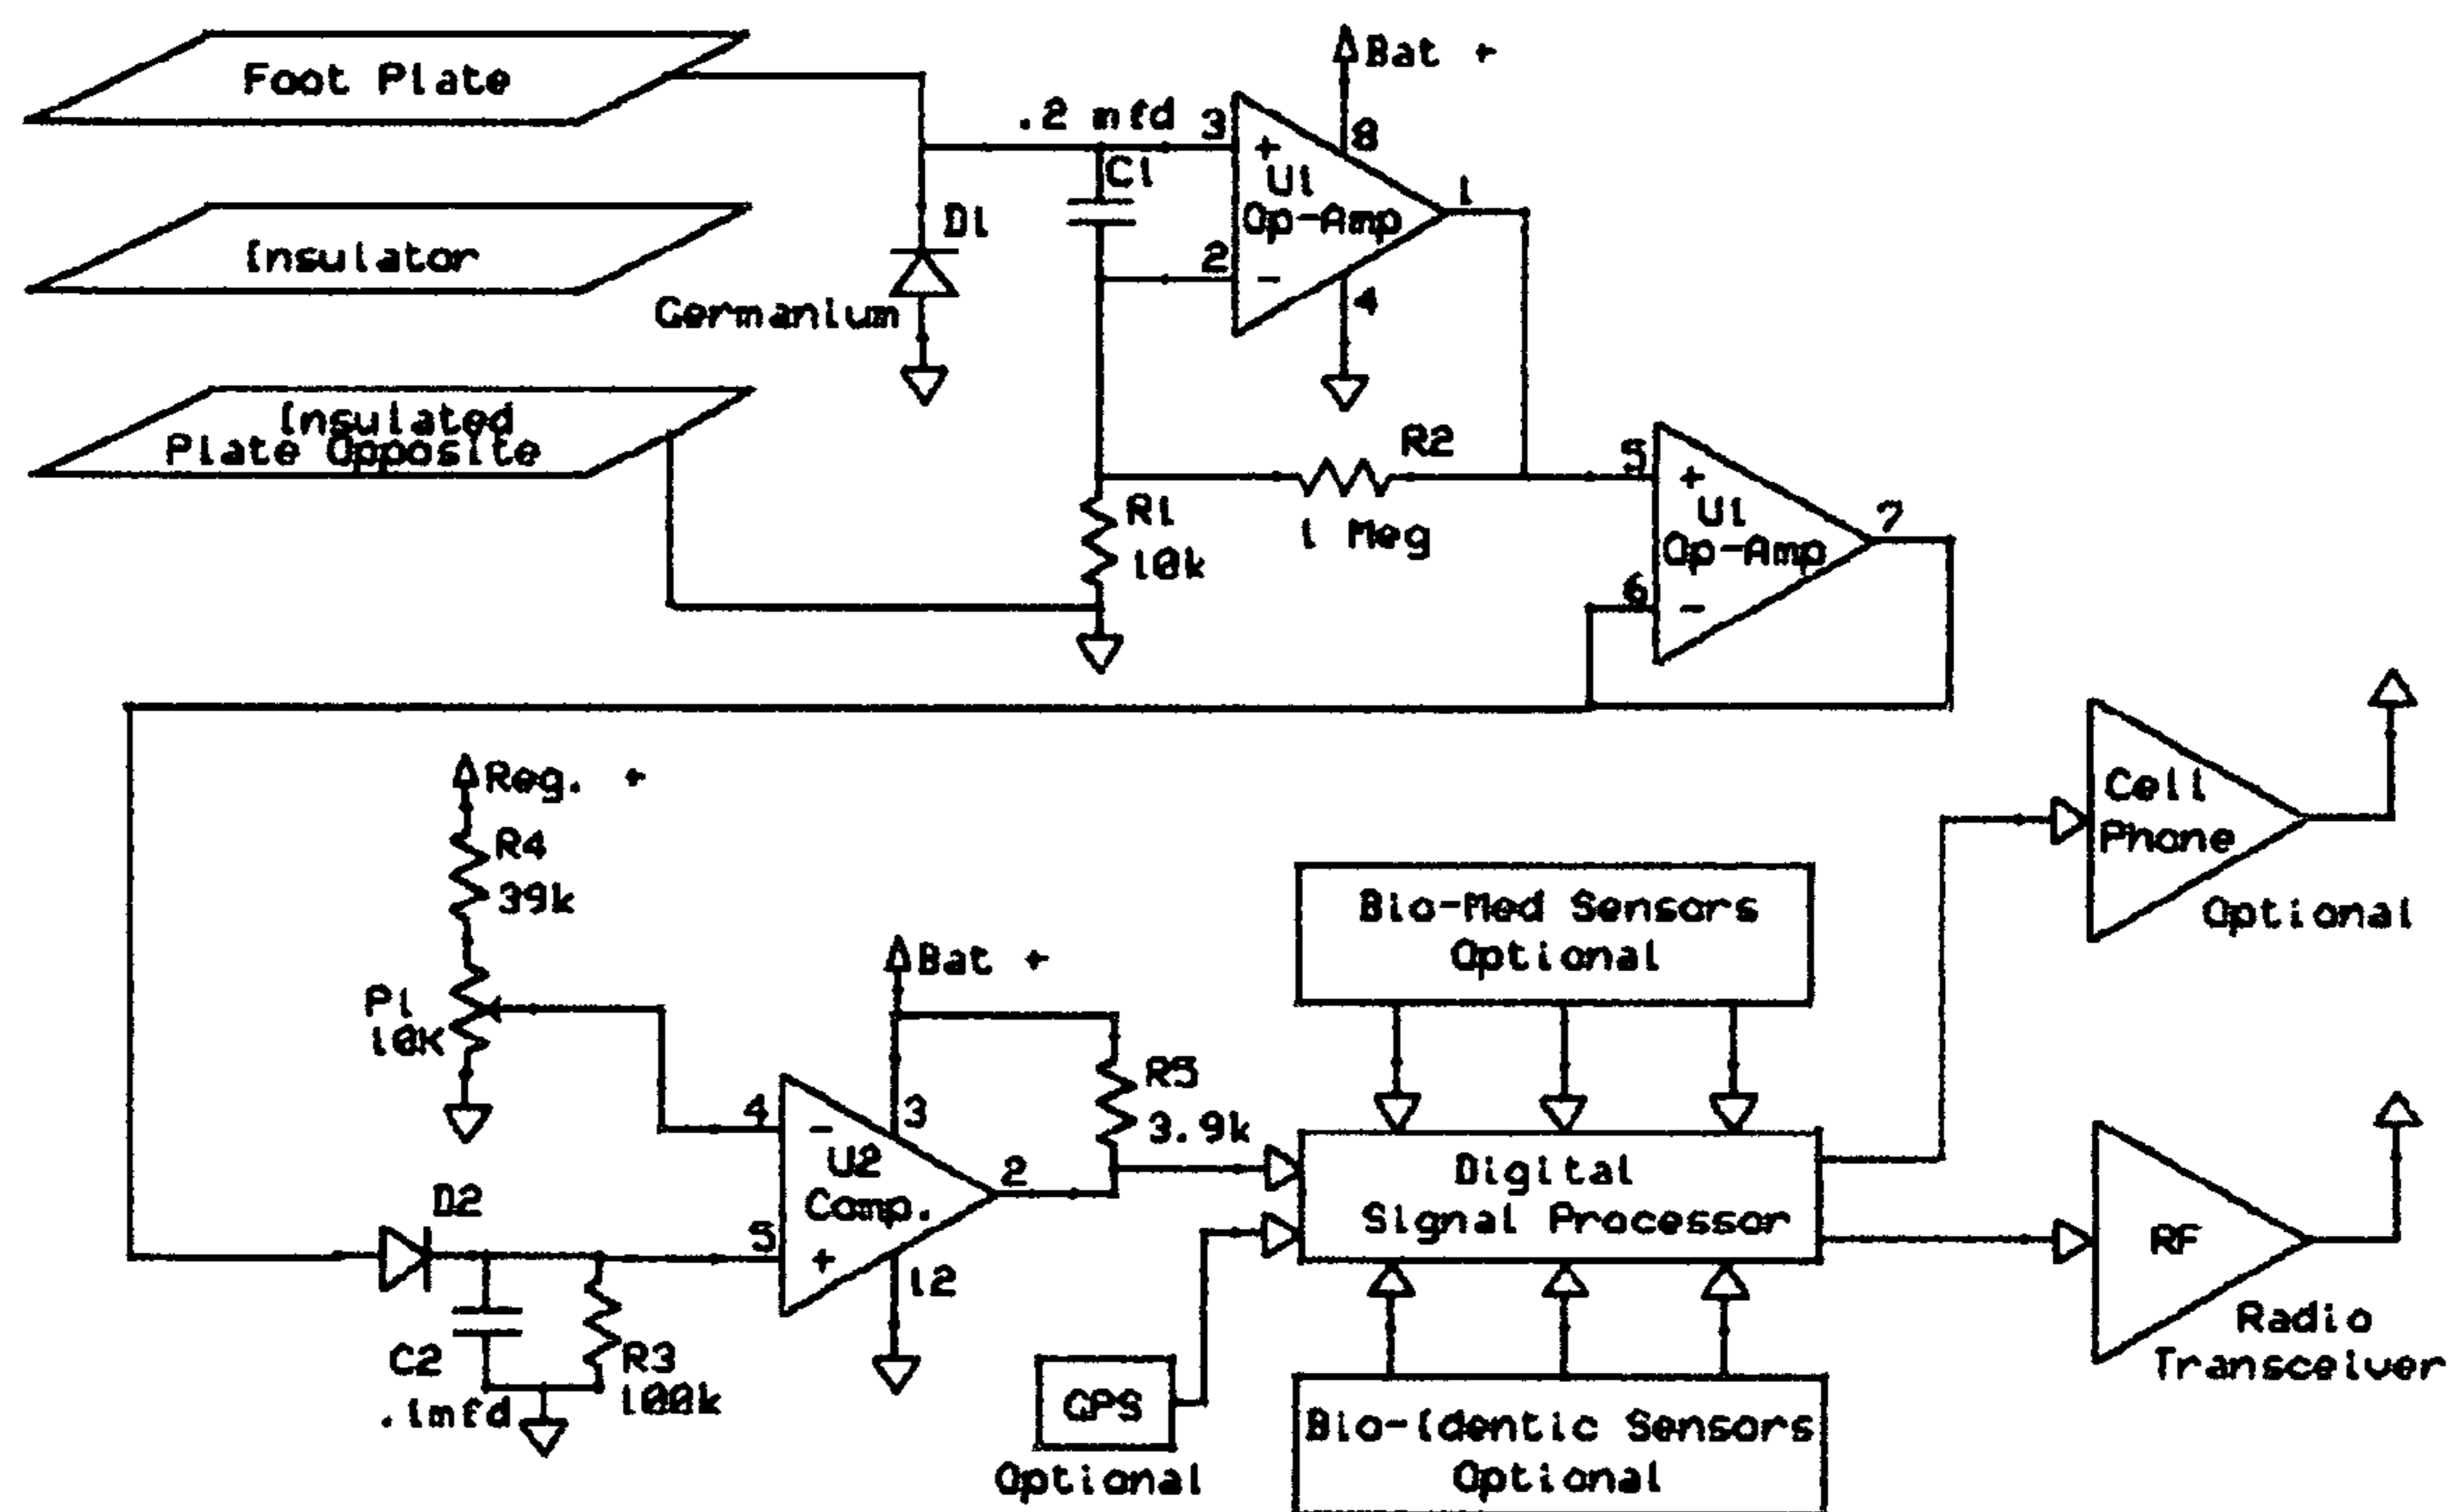 Foot Plate
Insulator
Insulated
Plate Opposite
D1
Germanium
.2 mfd
C1
Bat +
3
+
8
U1
Op-Amp
1
2
-
4
R2
1 Meg
R1
10k
5
+
U1
Op-Amp
7
6
-
Reg. +
R4
39k
P1
10K
Bat +
4
-
3
U2
Comp.
2
5
+
12
R5
3.9k
D2
C2
.1mfd
R3
100k
Bio-Med Sensors
Optional
Digital
Signal Processor
GPS
Optional
Bio-Identic Sensors
Optional
Cell
Phone
Optional
RF
Radio
Transceiver